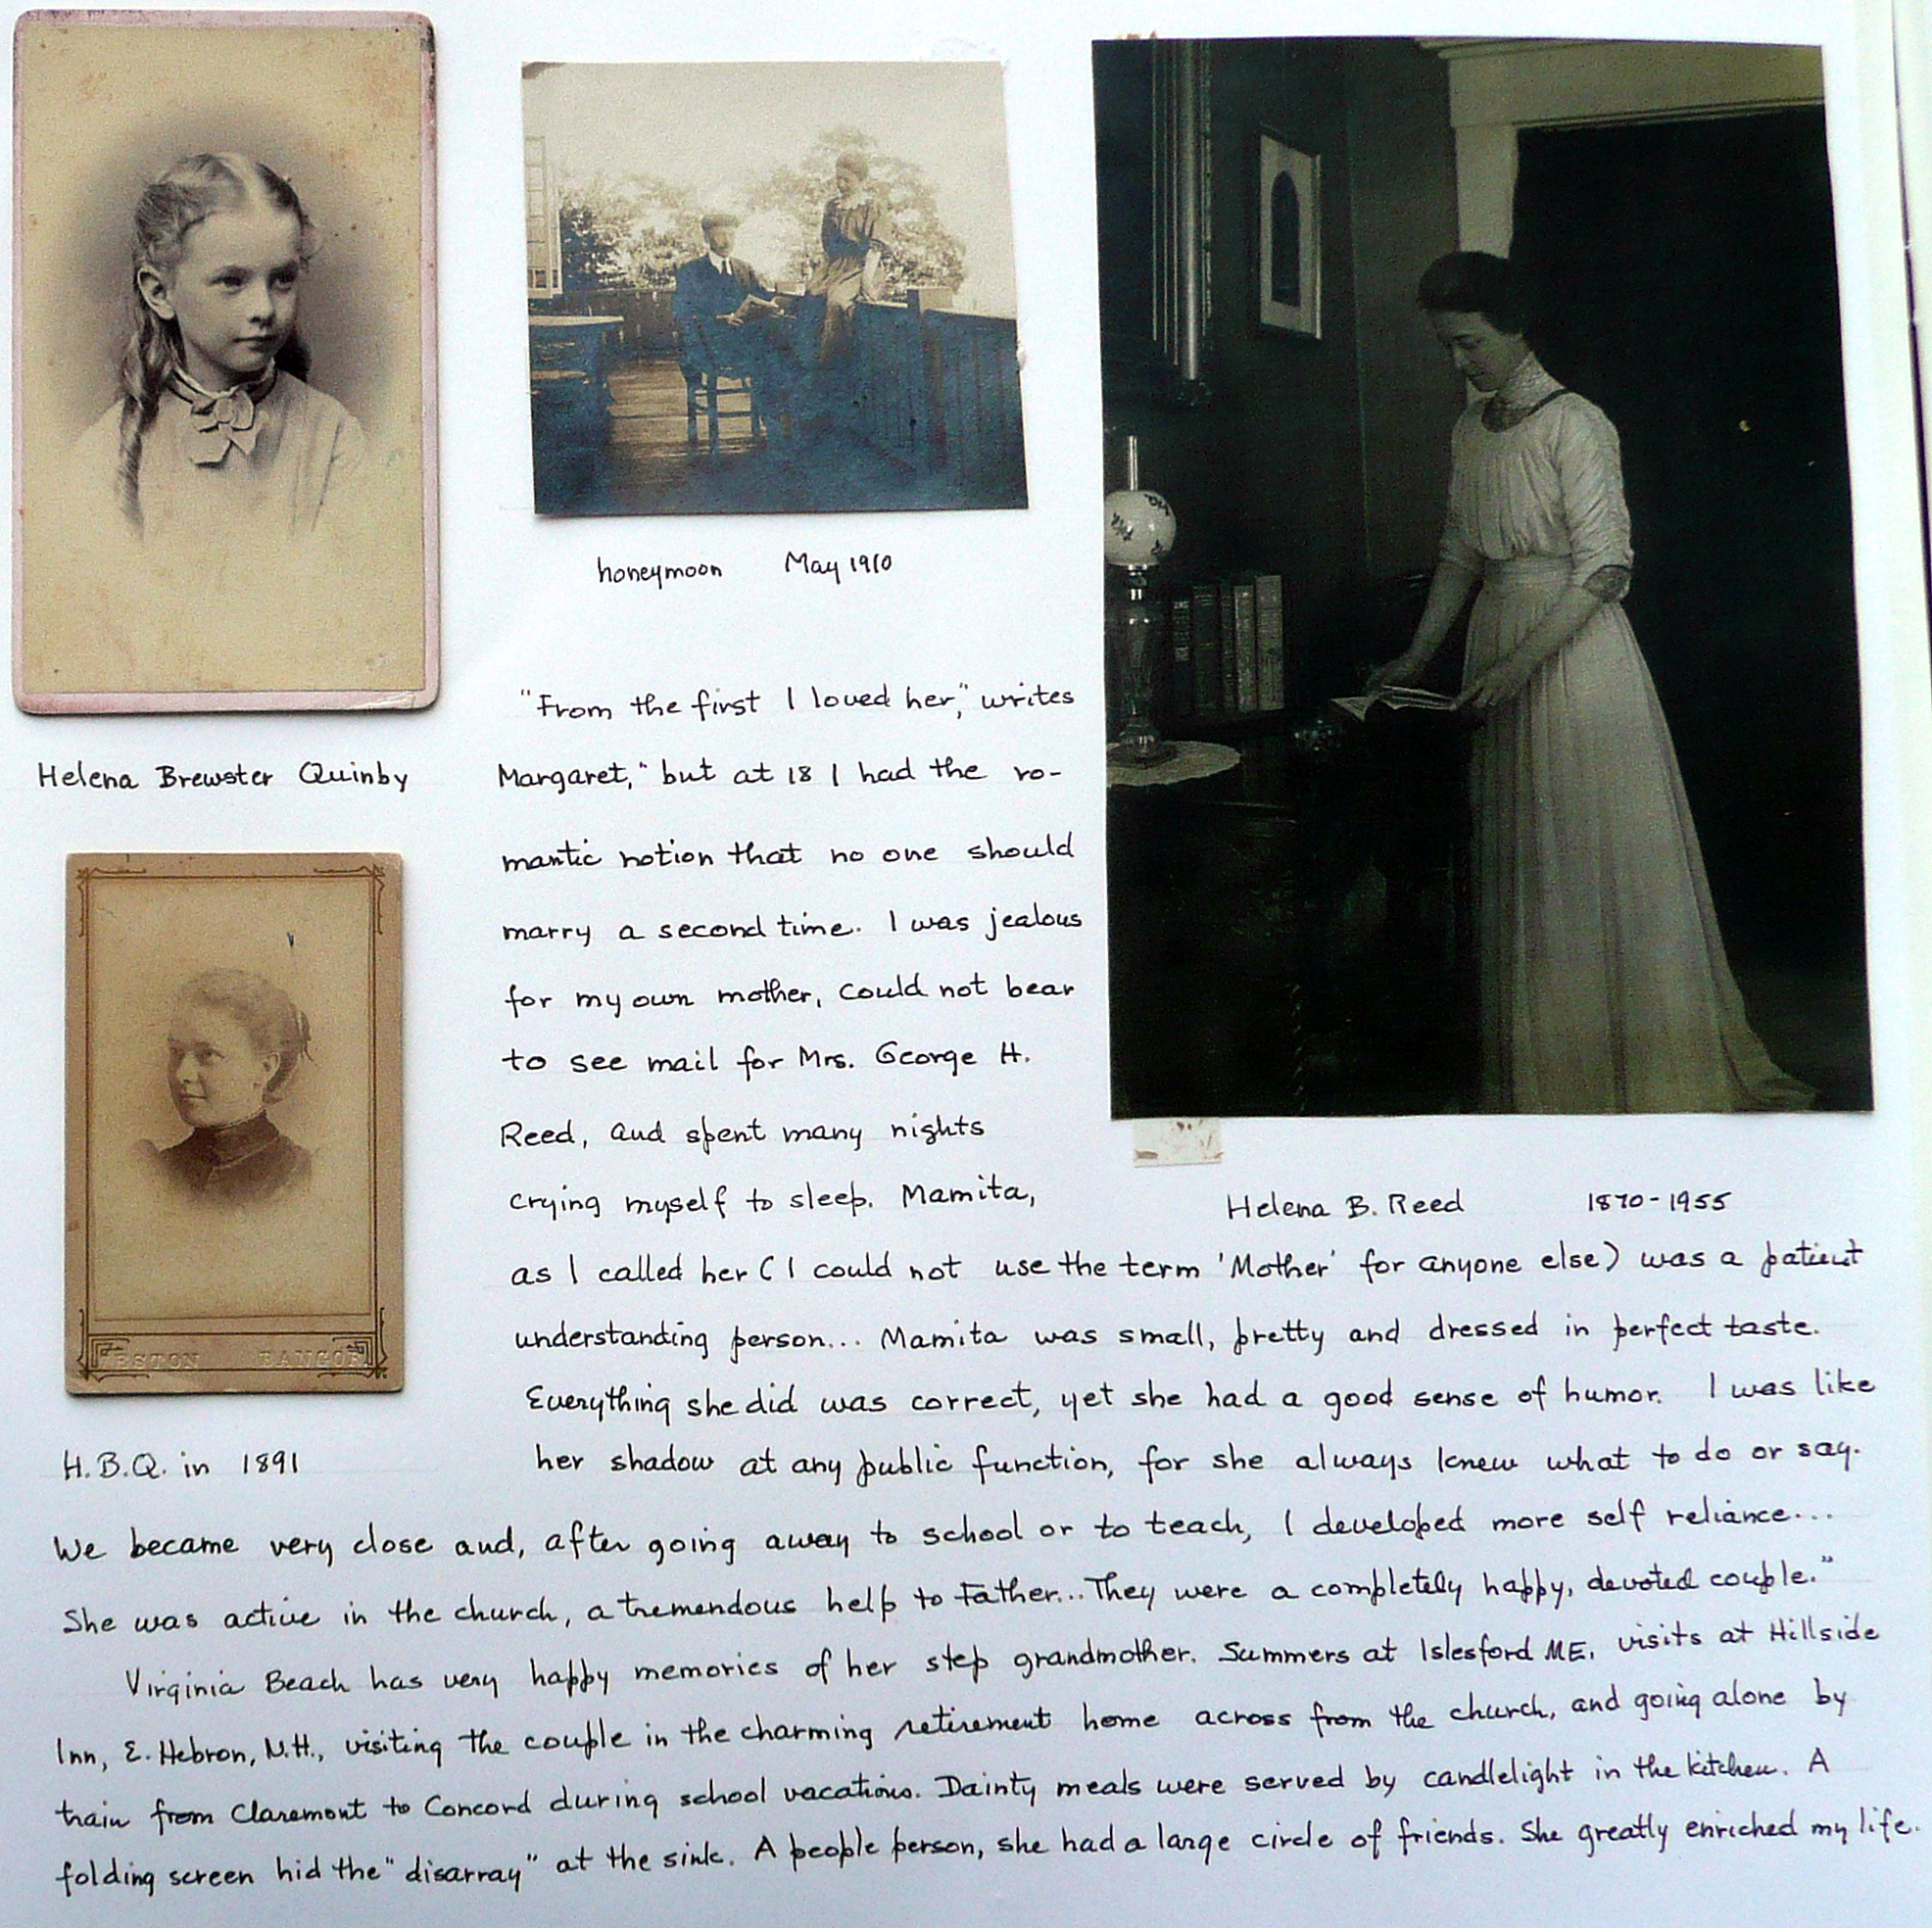 Helena Brewster Quinby
WESTON BANGOR
H.B.Q. in 1891
honeymoon May 1910
Helena B. Reed 1870-1955
"From the first I loved her," writes
Margaret, "but at 18 I had the ro-
mantic notion that no one should
marry a second time. I was jealous
for my own mother, could not bear
to see mail for Mrs. George H.
Reed, and spent many nights
crying myself to sleep. Mamita,
as I called her (I could not use the term 'Mother' for anyone else) was a patient
understanding person... Mamita was small, pretty and dressed in perfect taste.
Everything she did was correct, yet she had a good sense of humor. I was like
her shadow at any public function, for she always knew what to do or say.
We became very close and, after going away to school or to teach, I developed more self reliance...
She was active in the church, a tremendous help to Father... They were a completely happy, devoted couple."
Virginia Beach has very happy memories of her step grandmother. Summers at Islesford ME, visits at Hillside
Inn, E. Hebron, N.H., visiting the couple in the charming retirement home across from the church, and going alone by
train from Claremont to Concord during school vacations. Dainty meals were served by candlelight in the kitchen. A
folding screen hid the "disarray" at the sink. A people person, she had a large circle of friends. She greatly enriched my life.